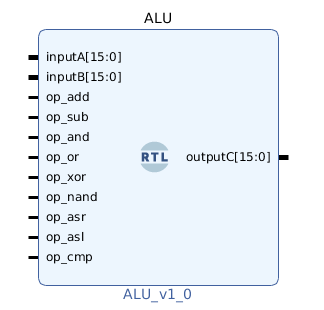 ALU
inputA[15:0]
inputB[15:0]
op_add
op_sub
op_and
op_or
op_xor
op_nand
op_asr
op_asl
op_cmp
RTL
outputC[15:0]
ALU_v1_0